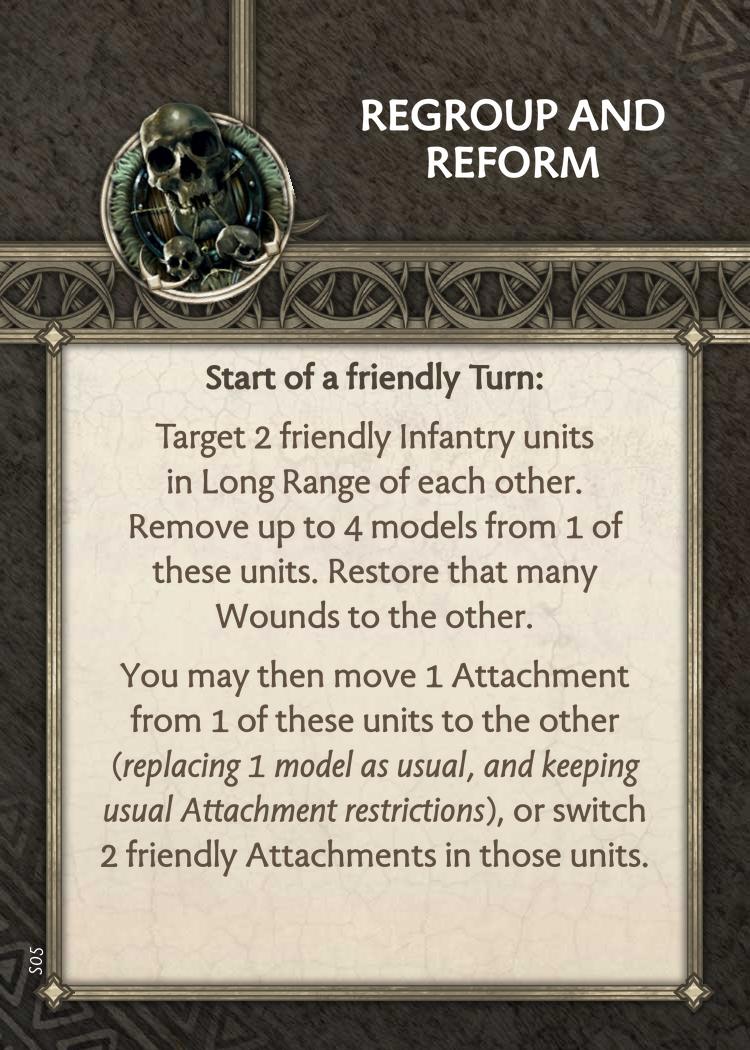 REGROUP AND
REFORM
Start of a friendly Turn:
Target 2 friendly Infantry units
in Long Range of each other.
Remove up to 4 models from 1 of
these units. Restore that many
Wounds to the other.
You may then move 1 Attachment
from 1 of these units to the other
(replacing 1 model as usual, and keeping
usual Attachment restrictions), or switch
2 friendly Attachments in those units.
S05